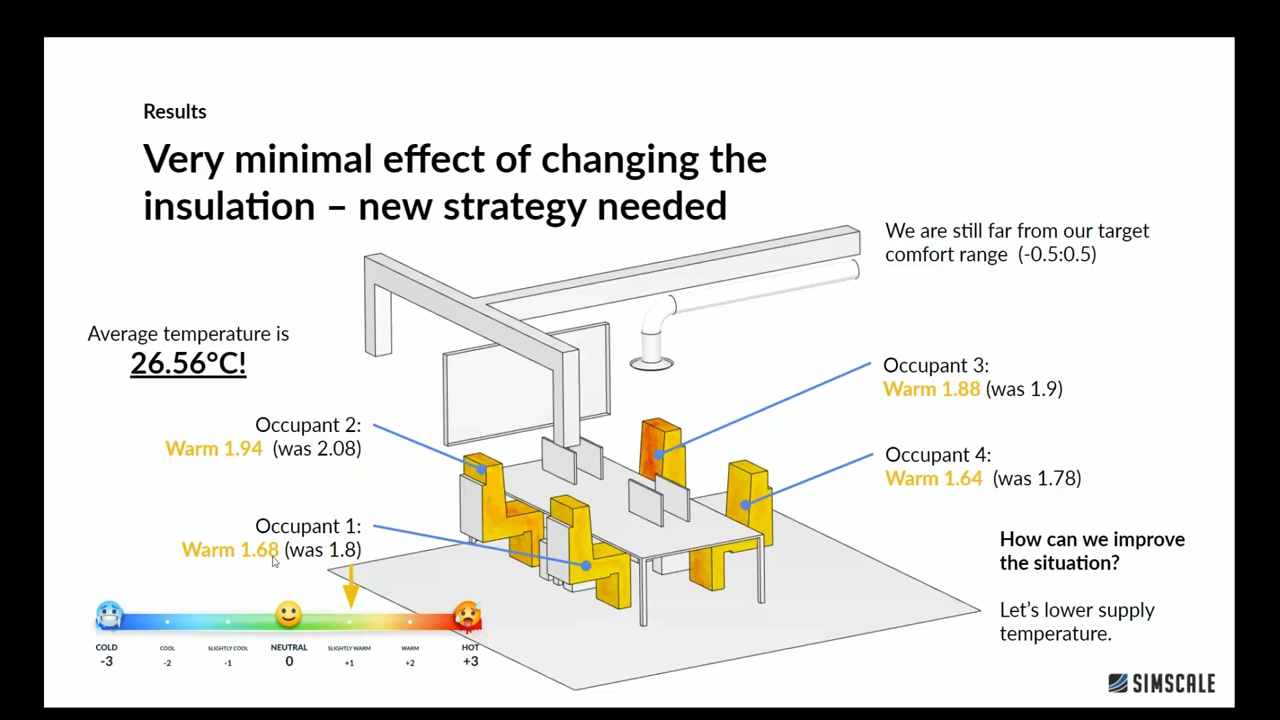 Results
Very minimal effect of changing the
insulation – new strategy needed
We are still far from our target
comfort range (-0.5:0.5)
Average temperature is
26.56°C!
Occupant 3:
Warm 1.88 (was 1.9)
Occupant 2:
Warm 1.94 (was 2.08)
Occupant 4:
Warm 1.64 (was 1.78)
Occupant 1:
Warm 1.68 (was 1.8)
How can we improve
the situation?
Let's lower supply
temperature.
COLD COOL SLIGHTLY COOL NEUTRAL SLIGHTLY WARM WARM HOT
-3 -2 -1 0 +1 +2 +3
SIMSCALE